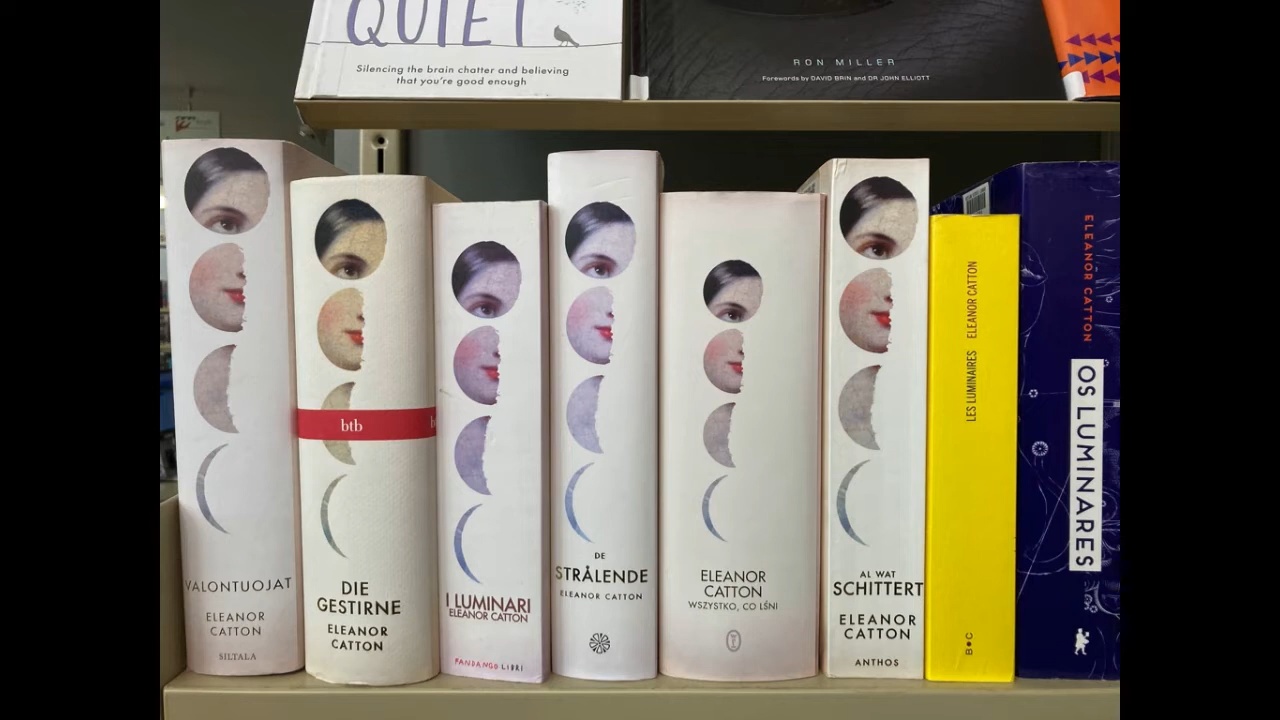 QUIET
Silencing the brain chatter and believing
that you're good enough
RON MILLER
Forewords by DAVID BRIN and DR JOHN ELLIOTT
VALONTUOJAT
ELEANOR
CATTON
SILTALA
btb
DIE
GESTIRNE
ELEANOR
CATTON
I LUMINARI
ELEANOR CATTON
FANDANGO LIBRI
DE
STRÅLENDE
ELEANOR CATTON
ELEANOR
CATTON
WSZYSTKO, CO LŚNI
AL WAT
SCHITTERT
ELEANOR
CATTON
ANTHOS
LES LUMINAIRES ELEANOR CATTON
B•C
ELEANOR CATTON
OS LUMINARES